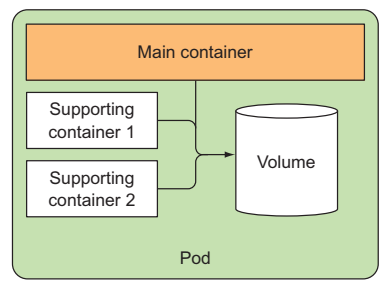 Main container
Supporting
container 1
Supporting
container 2
Volume
Pod